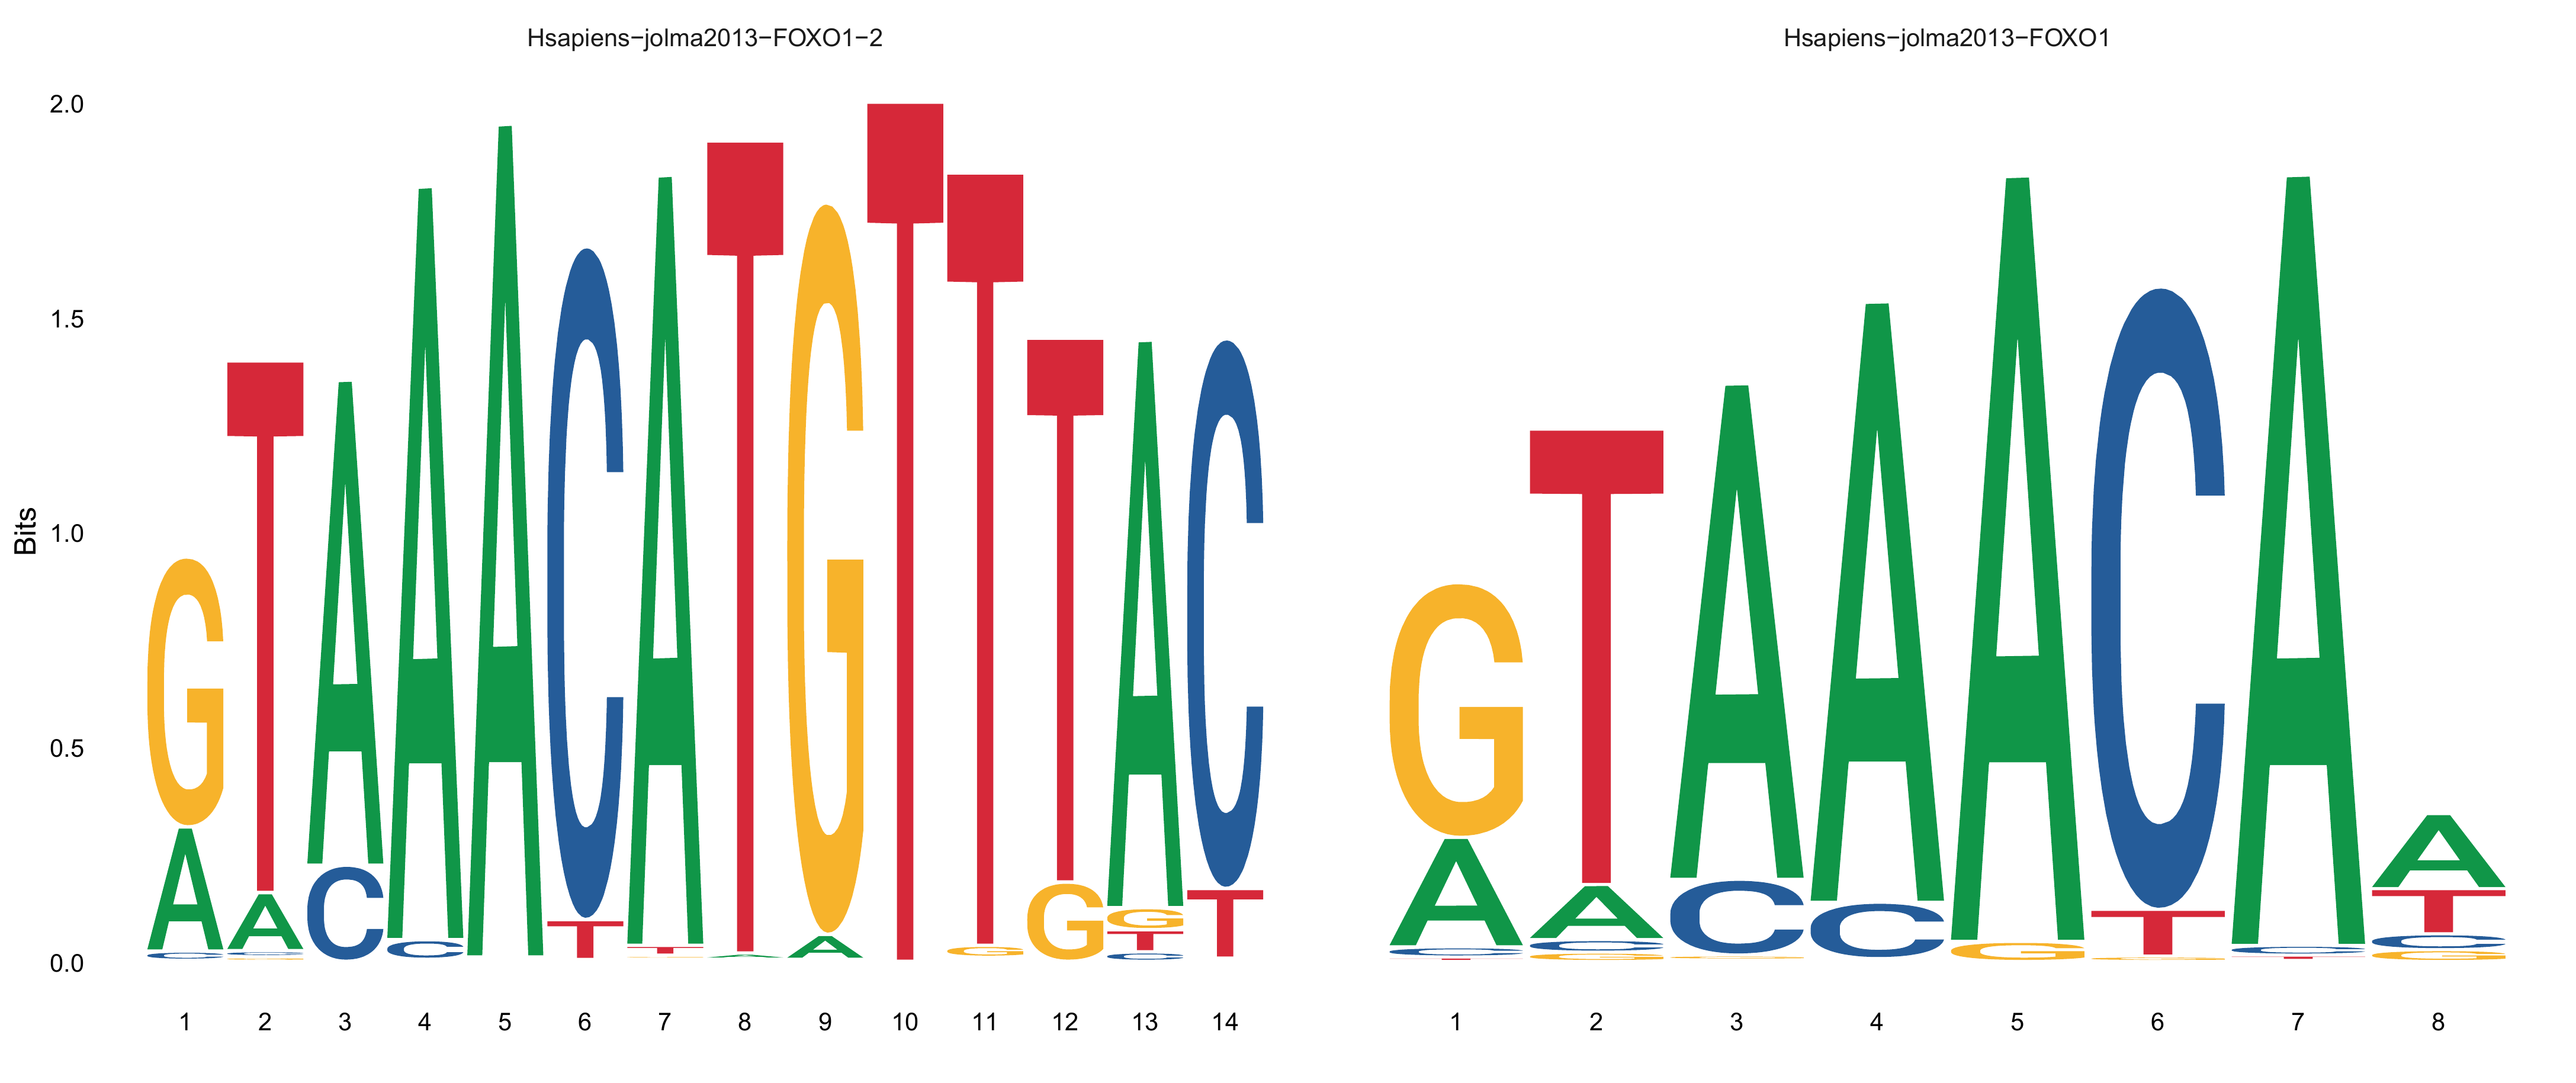 Hsapiens−jolma2013−FOXO1−2
Hsapiens−jolma2013−FOXO1
Bits
2.0
1.5
1.0
0.5
0.0
G T A A A C A T G T T T A C
A A C C T T A G G G T
C C T C
G T A A A C A A
A A C C G T C T
C C C
G G
1 2 3 4 5 6 7 8 9 10 11 12 13 14
1 2 3 4 5 6 7 8